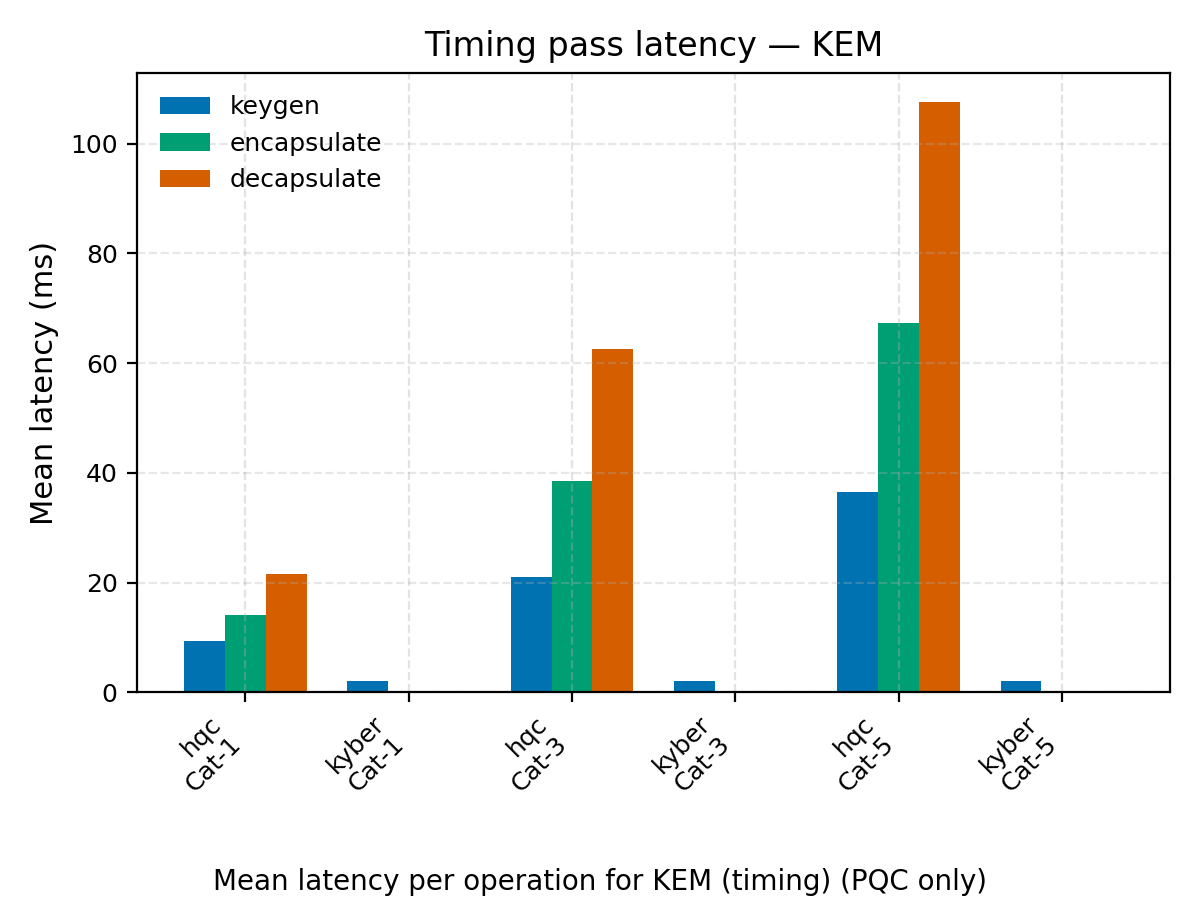 Timing pass latency — KEM
keygen
encapsulate
decapsulate
Mean latency (ms)
100
80
60
40
20
0
hqc
Cat-1
kyber
Cat-1
hqc
Cat-3
kyber
Cat-3
hqc
Cat-5
kyber
Cat-5
Mean latency per operation for KEM (timing) (PQC only)